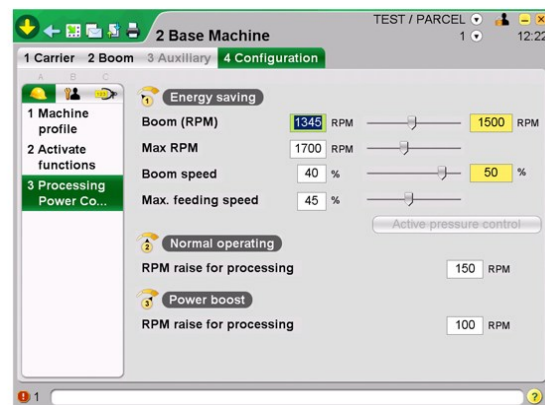 TEST / PARCEL
2 Base Machine
1
12:22
1 Carrier 2 Boom 3 Auxiliary 4 Configuration
A B C
1 Machine
profile
2 Activate
functions
3 Processing
Power Co...
1 Energy saving
Boom (RPM) 1345 RPM 1500 RPM
Max RPM 1700 RPM
Boom speed 40 % 50 %
Max. feeding speed 45 %
Active pressure control
2 Normal operating
RPM raise for processing 150 RPM
3 Power boost
RPM raise for processing 100 RPM
! 1 ?